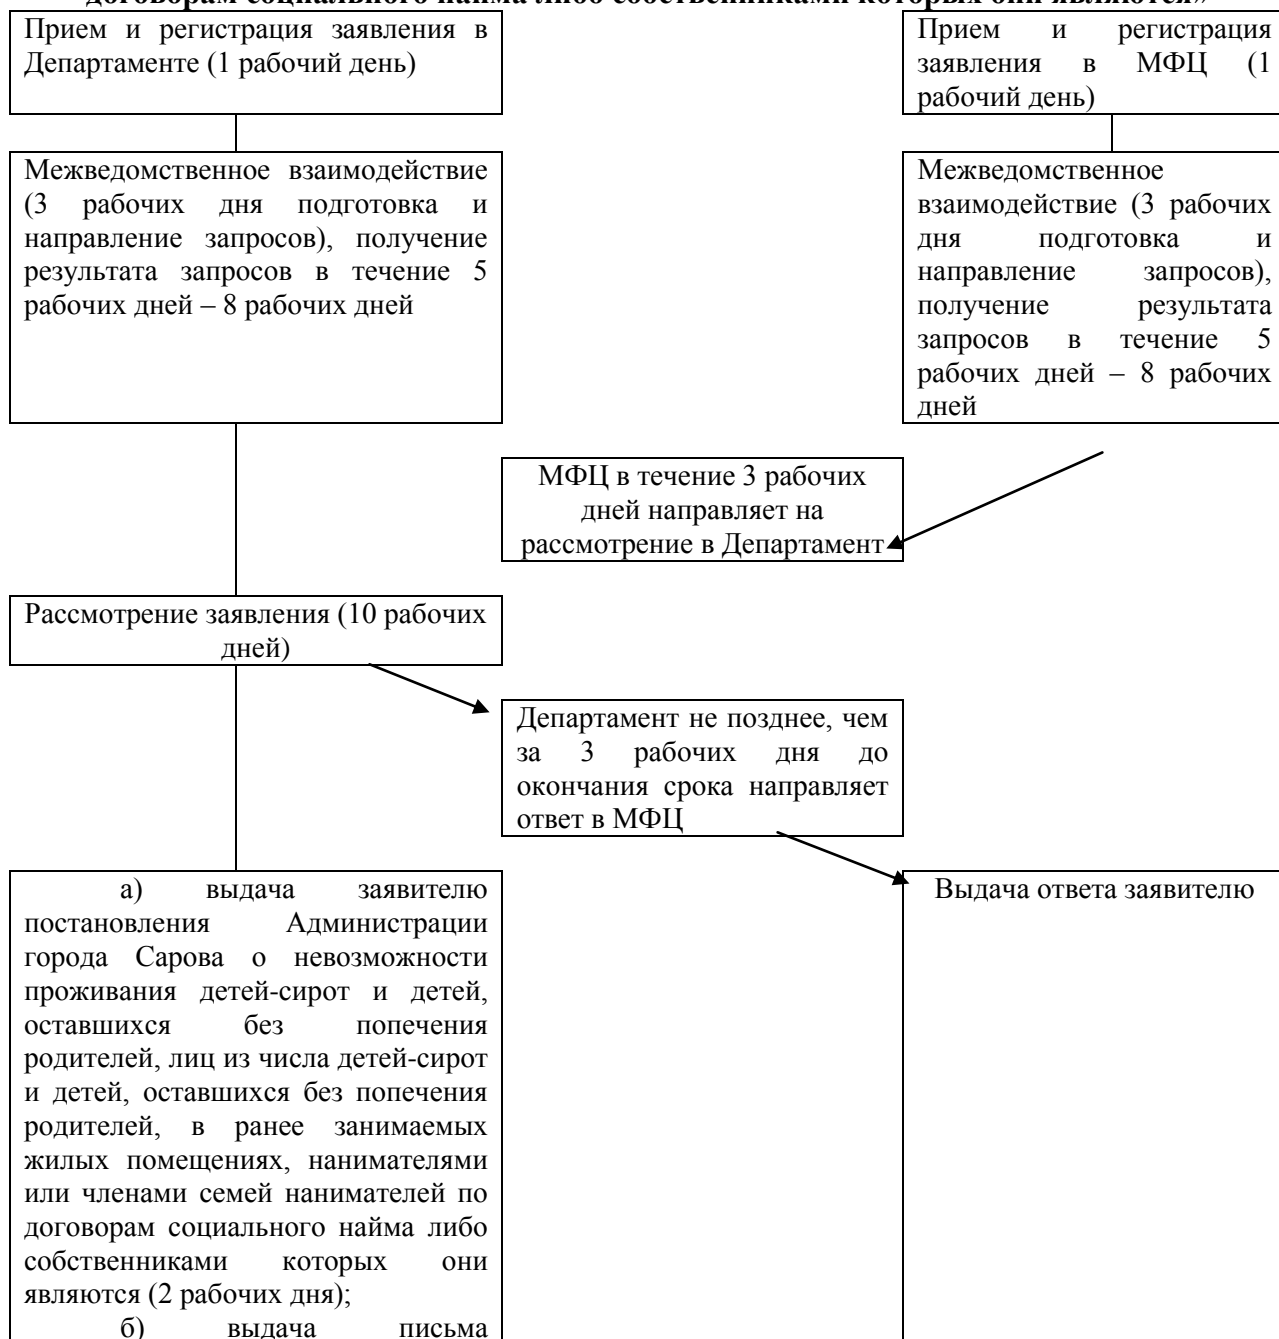 договорам социального найма либо собственниками которых они являются»
Прием и регистрация заявления в
Департаменте (1 рабочий день)
Прием и регистрация
заявления в МФЦ (1
рабочий день)
Межведомственное взаимодействие
(3 рабочих дня подготовка и
направление запросов), получение
результата запросов в течение 5
рабочих дней – 8 рабочих дней
Межведомственное
взаимодействие (3 рабочих
дня подготовка и
направление запросов),
получение результата
запросов в течение 5
рабочих дней – 8 рабочих
дней
МФЦ в течение 3 рабочих
дней направляет на
рассмотрение в Департамент
Рассмотрение заявления (10 рабочих
дней)
Департамент не позднее, чем
за 3 рабочих дня до
окончания срока направляет
ответ в МФЦ
а) выдача заявителю
постановления Администрации
города Сарова о невозможности
проживания детей-сирот и детей,
оставшихся без попечения
родителей, лиц из числа детей-сирот
и детей, оставшихся без попечения
родителей, в ранее занимаемых
жилых помещениях, нанимателями
или членами семей нанимателей по
договорам социального найма либо
собственниками которых они
являются (2 рабочих дня);
б) выдача письма
Выдача ответа заявителю